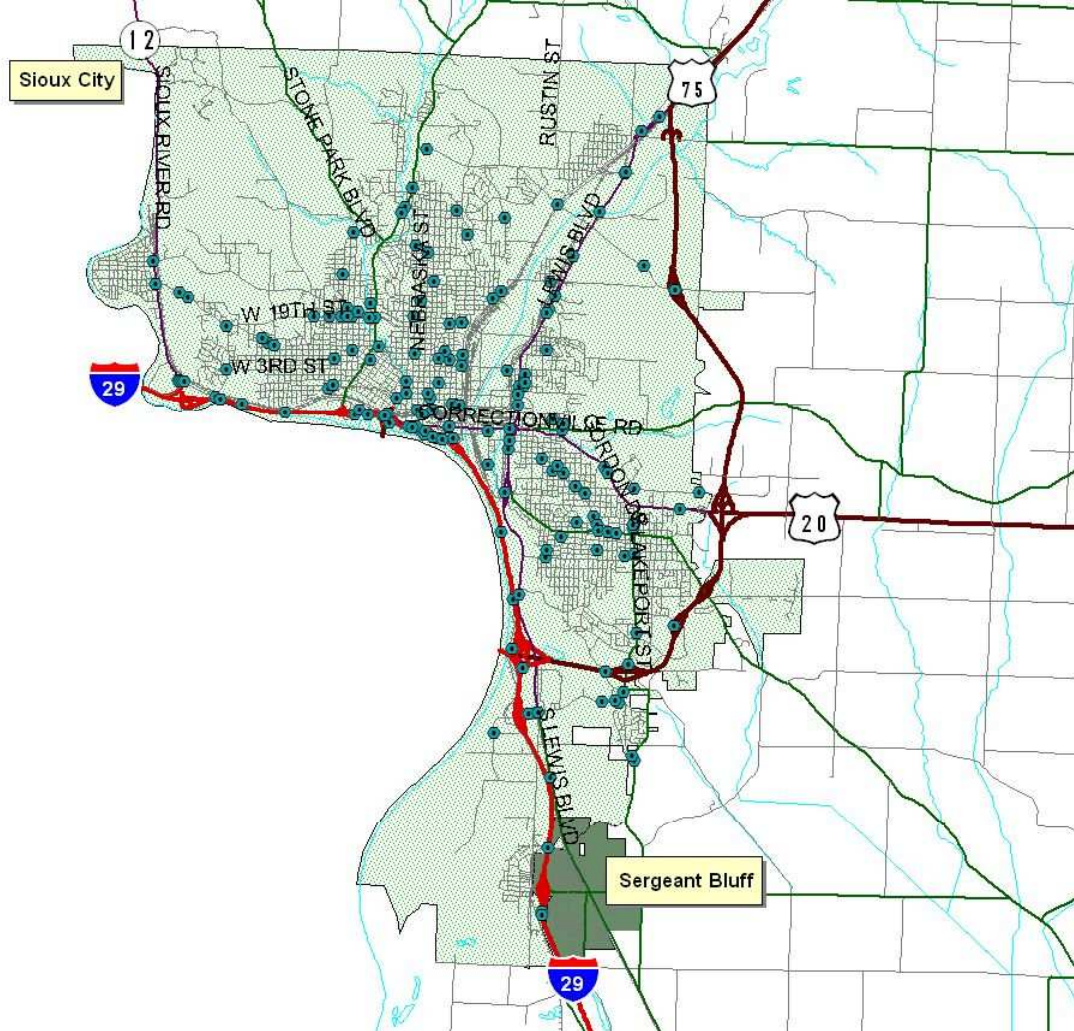 12
Sioux City
75
SIOUX RIVER RD
STONE PARK BLVD
RUSTIN ST
LEWIS BLVD
NEBRASKA ST
W 19TH ST
W 3RD ST
29
CORRECTIONVILLE RD
GORDON DR
20
S LAKEPORT ST
S LEWIS BLVD
Sergeant Bluff
29